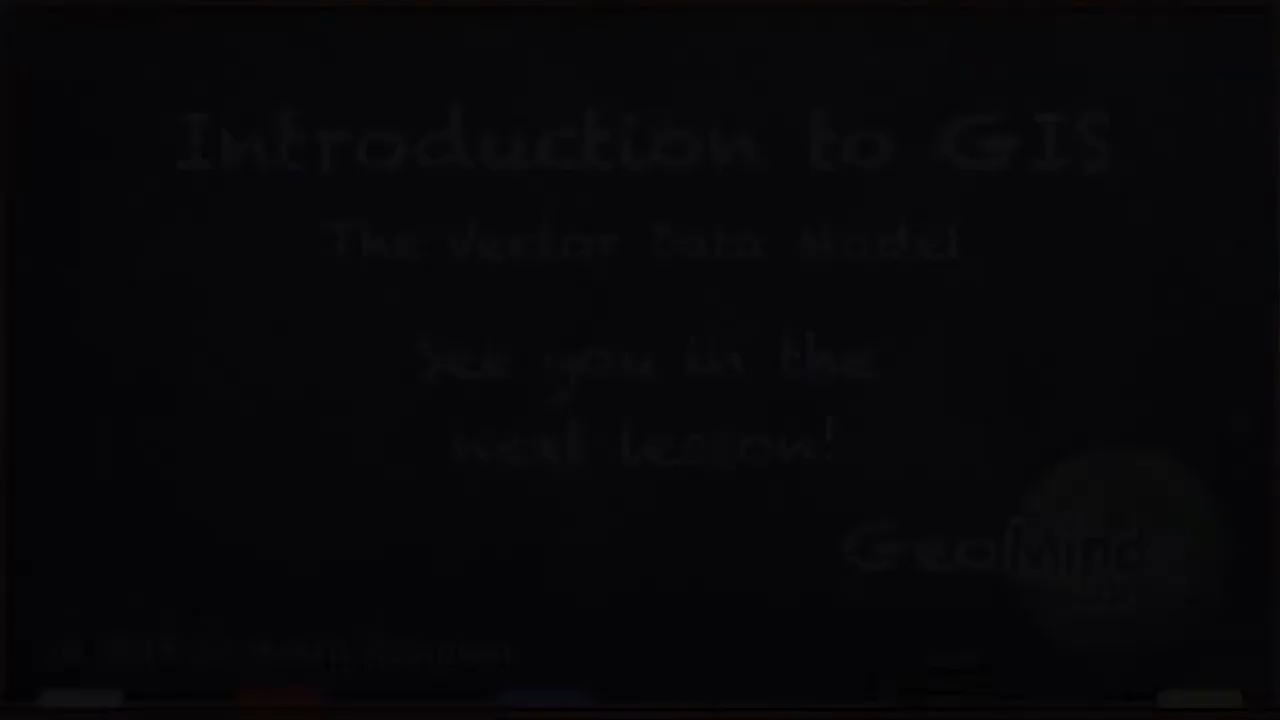 Introduction to GIS
The Vector Data Model
See you in the
next lesson!
GeoMinds